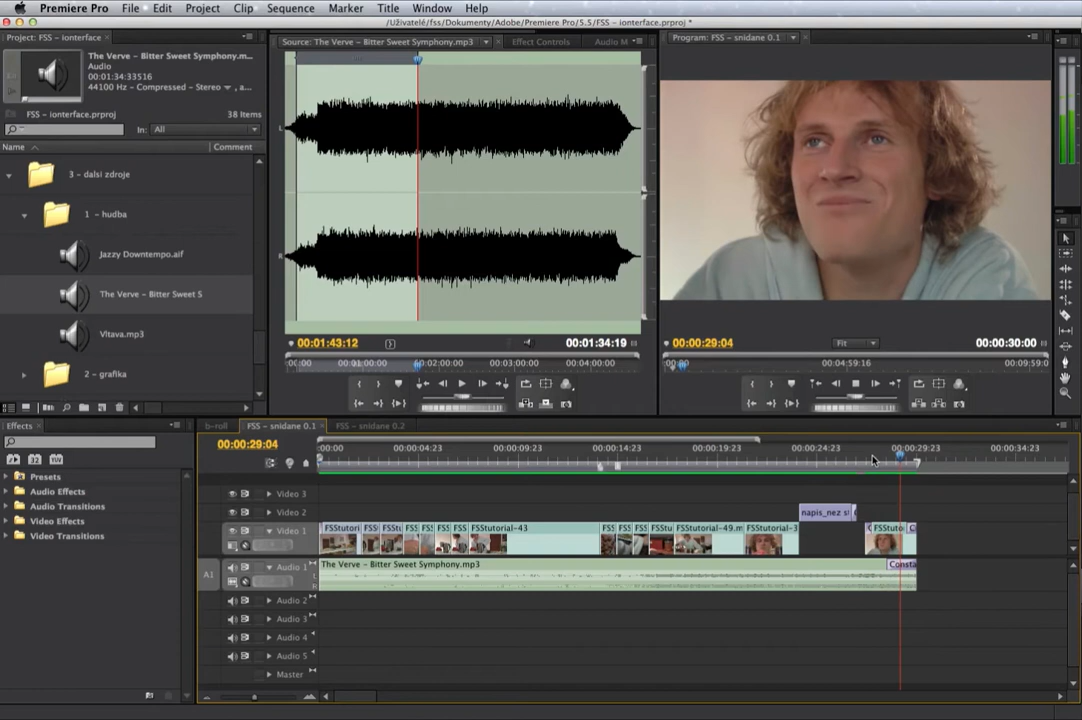 Premiere Pro File Edit Project Clip Sequence Marker Title Window Help
/Uživatelé/fss/Dokumenty/Adobe/Premiere Pro/5.5/FSS - ionterface.prproj *
Project: FSS - ionterface
The Verve - Bitter Sweet Symphony.m...
Audio
00:01:34:33516
44100 Hz - Compressed - Stereo , a...
FSS - ionterface.prproj 38 Items
In: All
Name Comment
3 - dalsi zdroje
1 - hudba
Jazzy Downtempo.aif
The Verve - Bitter Sweet S
Vltava.mp3
2 - grafika
Source: The Verve - Bitter Sweet Symphony.mp3 Effect Controls Audio M
L
R
00:01:43:12 00:01:34:19
00:00 00:01:00:00 00:02:00:00 00:03:00:00 00:04:00:00
Program: FSS - snidane 0.1
00:00:29:04 Fit 00:00:30:00
00:00 00:04:59:16 00:09:59:0
Effects
Presets
Audio Effects
Audio Transitions
Video Effects
Video Transitions
b-roll FSS - snidane 0.1 FSS - snidane 0.2
00:00:29:04
00:00 00:00:04:23 00:00:09:23 00:00:14:23 00:00:19:23 00:00:24:23 00:00:29:23 00:00:34:23
Video 3
Video 2 napis_nez s
Video 1 FSStutori FSS FSStu FSS FSS FSS FSS FSStutorial-43 FSS FSS FSS FSStu FSStutorial-49.m FSStutorial-3 FSStuto
A1 Audio 1 The Verve - Bitter Sweet Symphony.mp3 Consta
L
R
Audio 2
Audio 3
Audio 4
Audio 5
Master